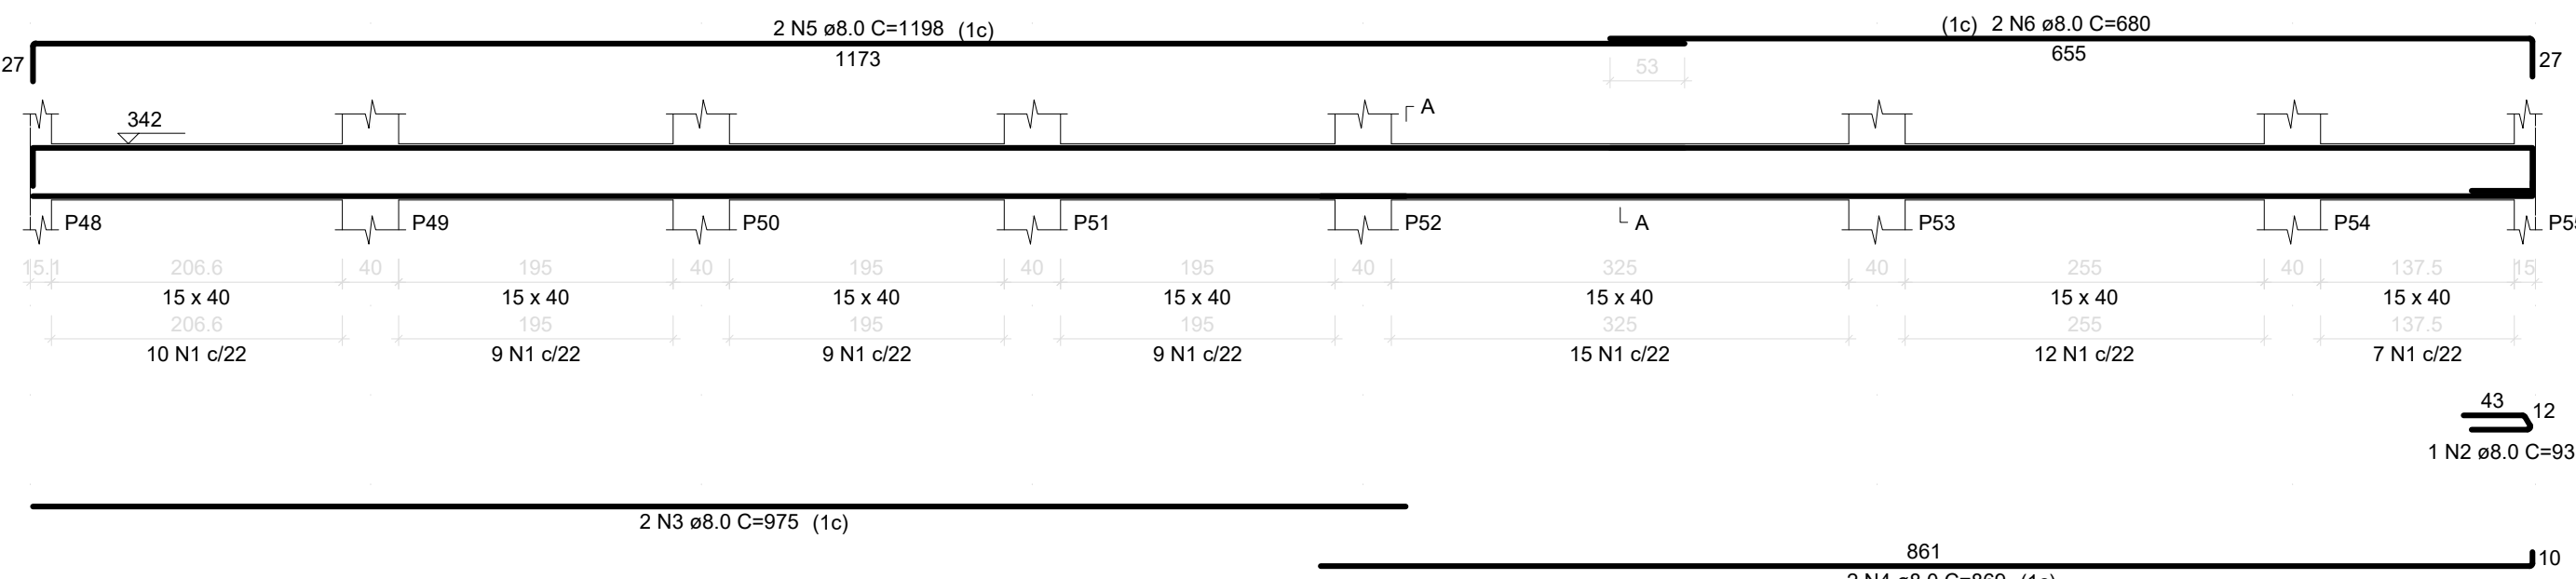 2 N5 ø8.0 C=1198 (1c)
(1c) 2 N6 ø8.0 C=680
27
1173
655
27
53
342
A
P48
P49
P50
P51
P52
A
P53
P54
15.1
206.6
40
195
40
195
40
195
40
325
40
255
40
137.5
15
15 x 40
15 x 40
15 x 40
15 x 40
15 x 40
15 x 40
15 x 40
206.6
195
195
195
325
255
137.5
10 N1 c/22
9 N1 c/22
9 N1 c/22
9 N1 c/22
15 N1 c/22
12 N1 c/22
7 N1 c/22
43
12
1 N2 ø8.0 C=93
2 N3 ø8.0 C=975 (1c)
861
10